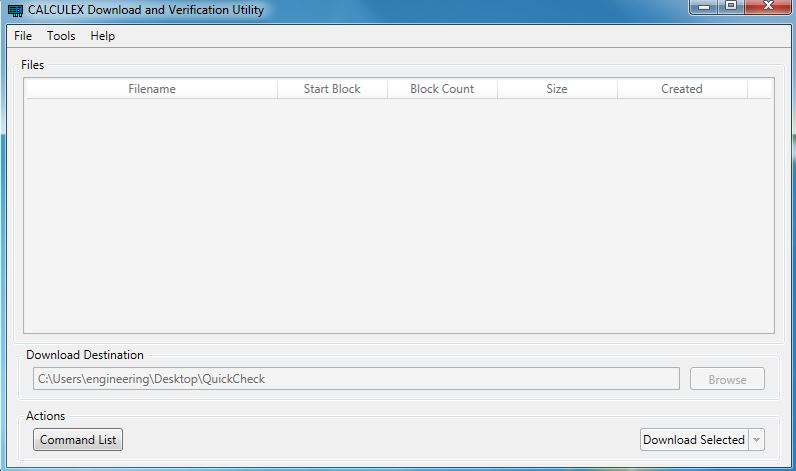 CALCULEX Download and Verification Utility
File Tools Help
Files
Filename Start Block Block Count Size Created
Download Destination
C:\Users\engineering\Desktop\QuickCheck Browse
Actions
Command List Download Selected